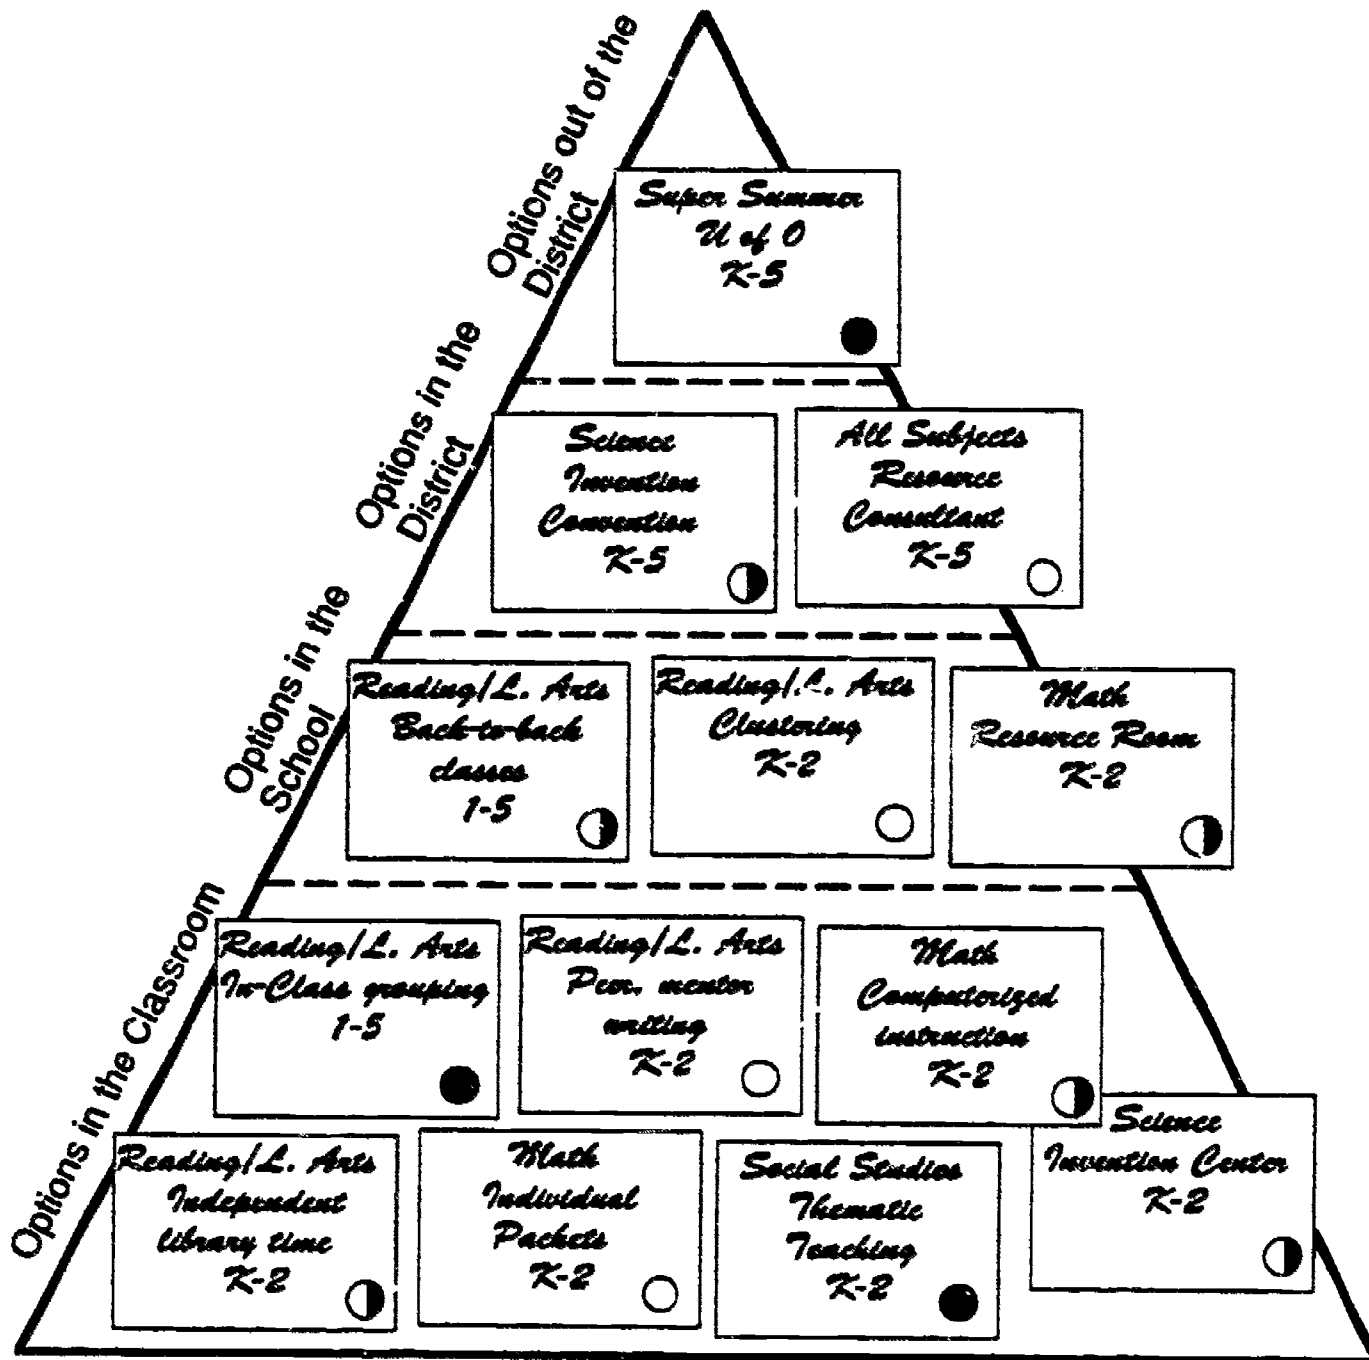 Options out of the
District
Super Summer
U of O
K-5
Options in the
District
Science
Invention
Convention
K-5
All Subjects
Resource
Consultant
K-5
Options in the
School
Reading/L. Arts
Back-to-back
classes
1-5
Reading/L. Arts
Clustering
K-2
Math
Resource Room
K-2
Options in the Classroom
Reading/L. Arts
In-Class grouping
1-5
Reading/L. Arts
Peer, mentor
writing
K-2
Math
Computerized
instruction
K-2
Science
Invention Center
K-2
Reading/L. Arts
Independent
library time
K-2
Math
Individual
Packets
K-2
Social Studies
Thematic
Teaching
K-2